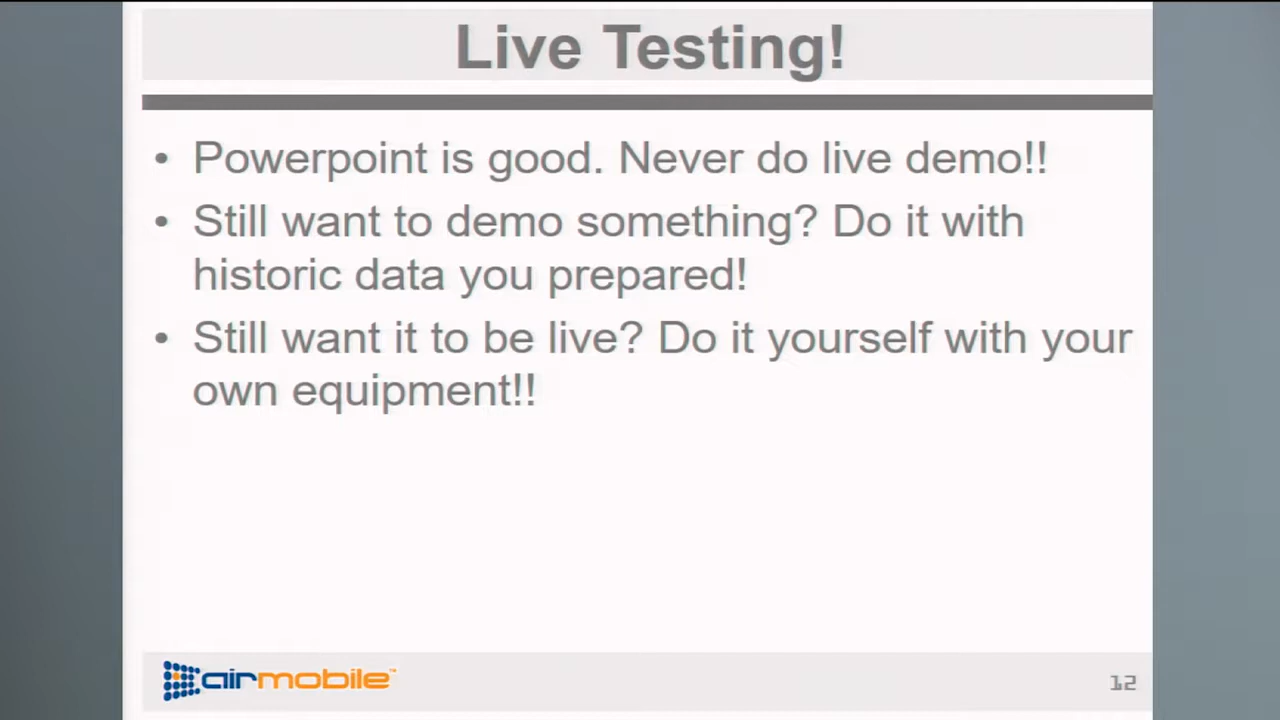 Live Testing!
• Powerpoint is good. Never do live demo!!
• Still want to demo something? Do it with
historic data you prepared!
• Still want it to be live? Do it yourself with your
own equipment!!
airmobile™
12